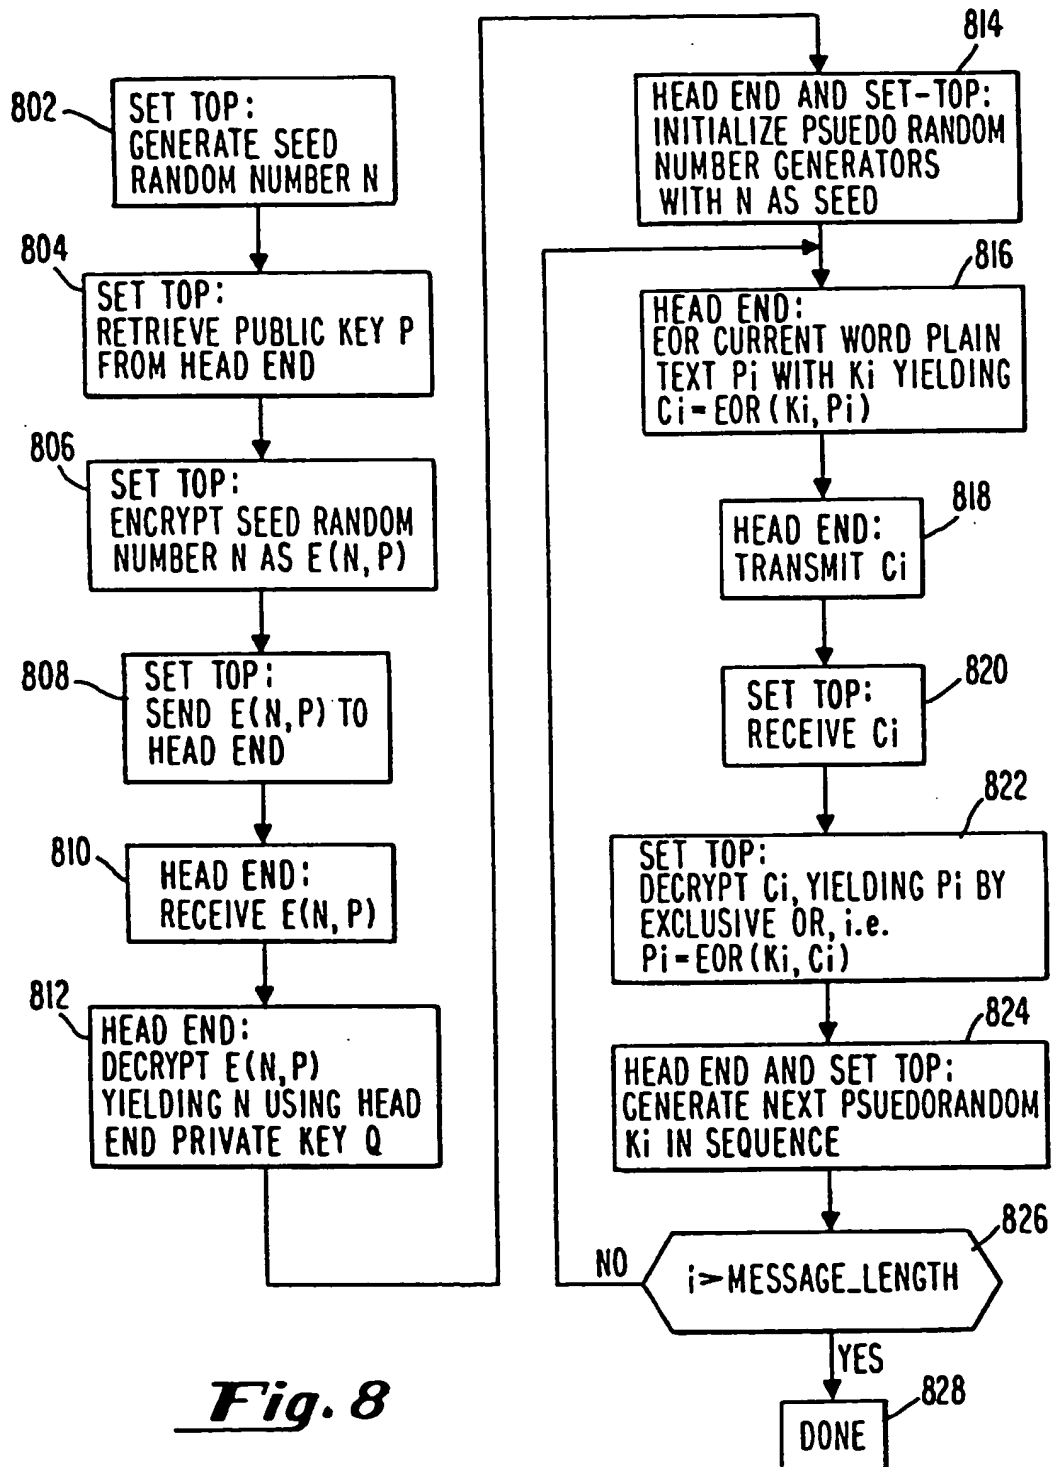 802
SET TOP:
GENERATE SEED
RANDOM NUMBER N
804
SET TOP:
RETRIEVE PUBLIC KEY P
FROM HEAD END
806
SET TOP:
ENCRYPT SEED RANDOM
NUMBER N AS E(N,P)
808
SET TOP:
SEND E(N,P) TO
HEAD END
810
HEAD END:
RECEIVE E(N,P)
812
HEAD END:
DECRYPT E(N,P)
YIELDING N USING HEAD
END PRIVATE KEY Q
814
HEAD END AND SET-TOP:
INITIALIZE PSUEDO RANDOM
NUMBER GENERATORS
WITH N AS SEED
816
HEAD END:
EOR CURRENT WORD PLAIN
TEXT Pi WITH Ki YIELDING
Ci=EOR(Ki,Pi)
818
HEAD END:
TRANSMIT Ci
820
SET TOP:
RECEIVE Ci
822
SET TOP:
DECRYPT Ci, YIELDING Pi BY
EXCLUSIVE OR, i.e.
Pi=EOR(Ki,Ci)
824
HEAD END AND SET TOP:
GENERATE NEXT PSUEDORANDOM
Ki IN SEQUENCE
826
i>MESSAGE_LENGTH
NO
YES
828
DONE
Fig. 8